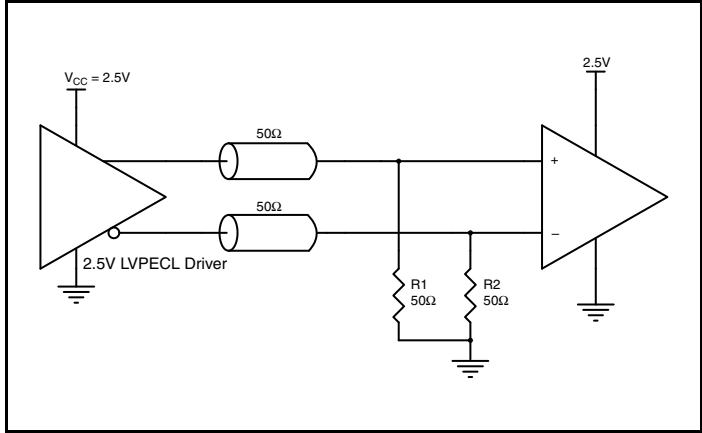 V_CC = 2.5V
2.5V
50Ω
+
50Ω
−
2.5V LVPECL Driver
R1
50Ω
R2
50Ω